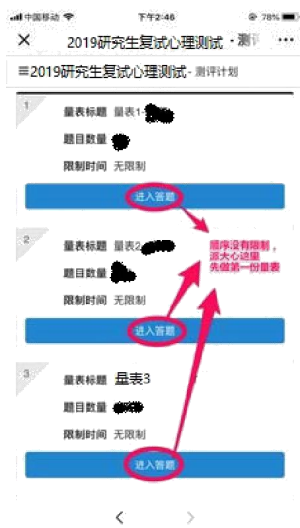 中国移动 下午2:46 78%
2019研究生复试心理测试 · 测评
2019研究生复试心理测试 - 测评计划
1
量表标题 量表1-
题目数量
限制时间 无限制
进入答题
顺序没有限制，
派大心这里
先做第一份量表
2
量表标题 量表2
题目数量
限制时间 无限制
进入答题
3
量表标题 量表3
题目数量
限制时间 无限制
进入答题